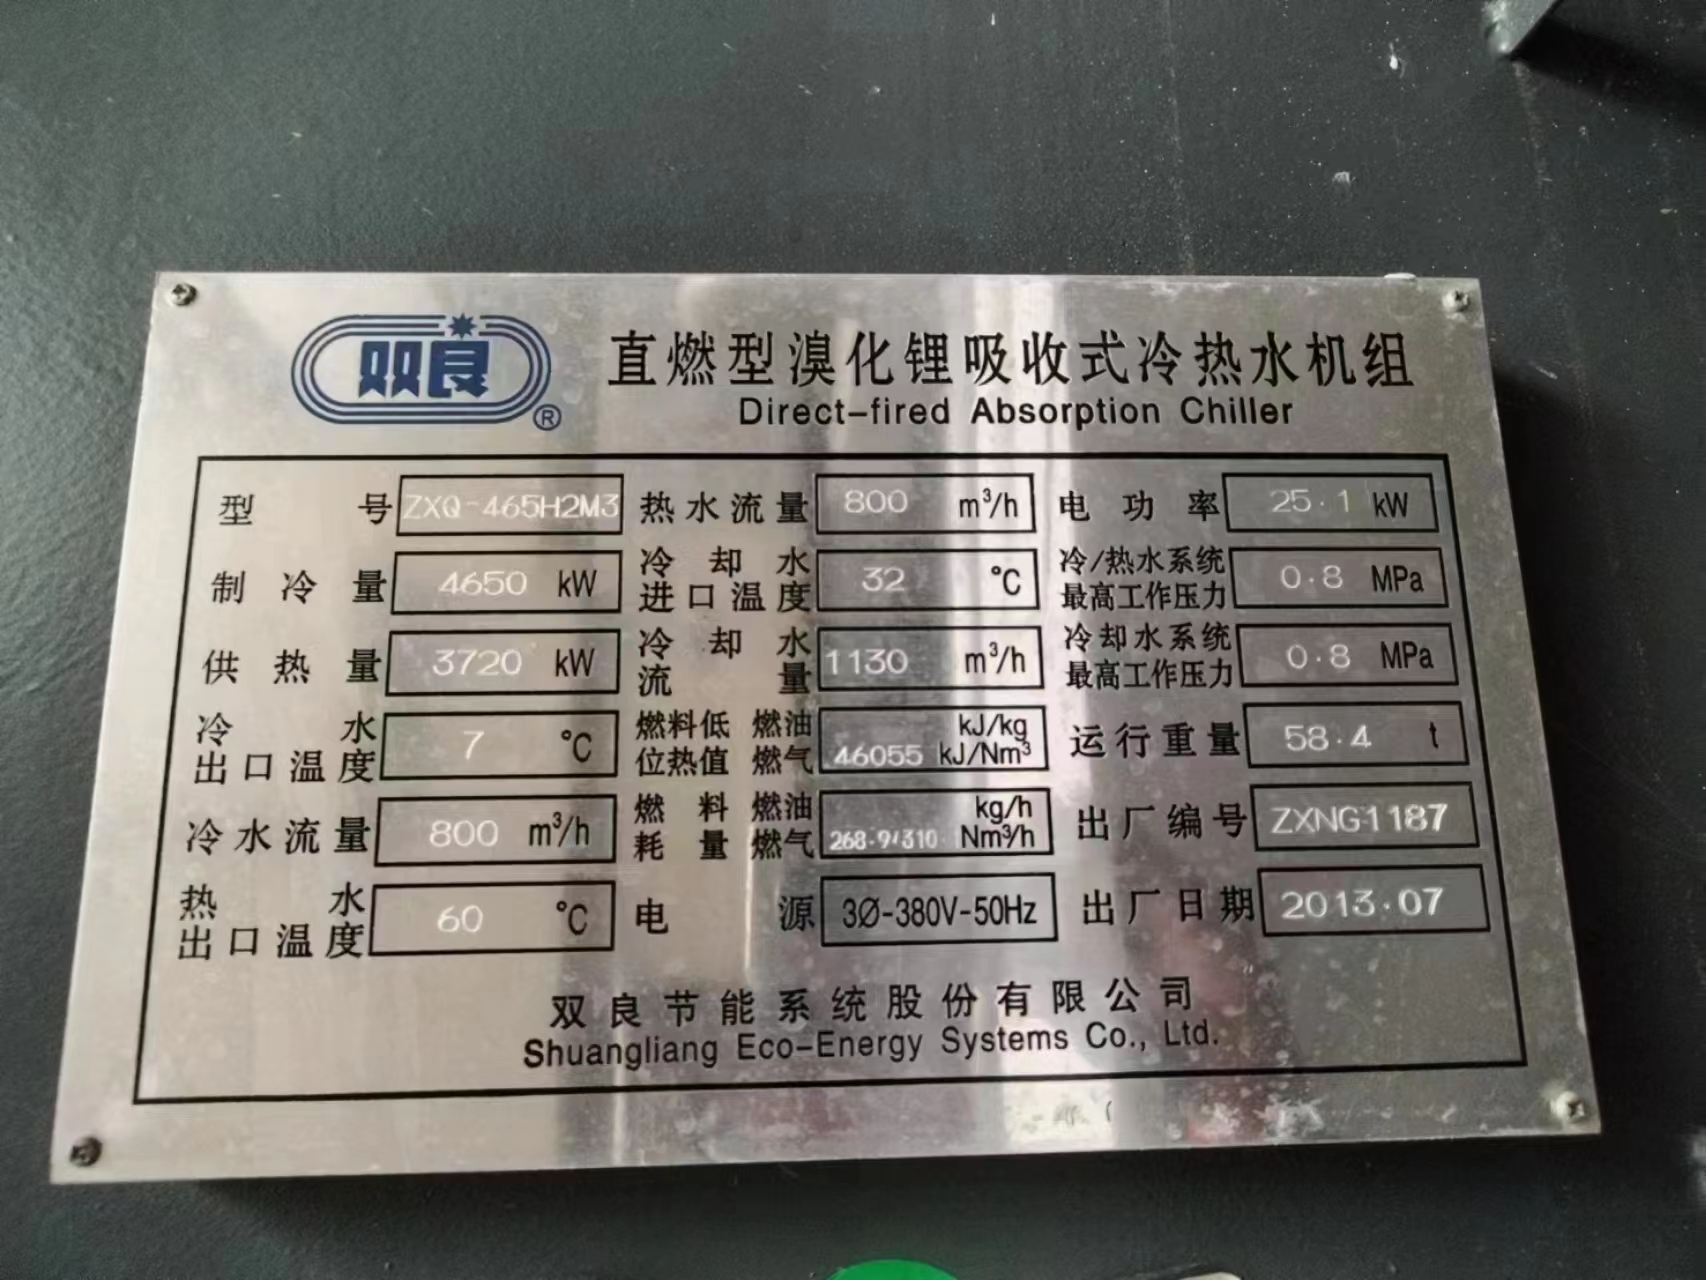 双良®
直燃型溴化锂吸收式冷热水机组
Direct-fired Absorption Chiller
型号 ZXQ-465H2M3 热水流量 800 m³/h 电功率 25.1 kW
制冷量 4650 kW 冷却水进口温度 32 ℃ 冷/热水系统最高工作压力 0.8 MPa
供热量 3720 kW 冷却水流量 1130 m³/h 冷却水系统最高工作压力 0.8 MPa
冷水出口温度 7 ℃ 燃料低位热值 燃油 kJ/kg 燃气 46055 kJ/Nm³ 运行重量 58.4 t
冷水流量 800 m³/h 燃料耗量 燃油 kg/h 燃气 268.9/310 Nm³/h 出厂编号 ZXNG1187
热水出口温度 60 ℃ 电源 3Ø-380V-50Hz 出厂日期 2013.07
双良节能系统股份有限公司
Shuangliang Eco-Energy Systems Co., Ltd.